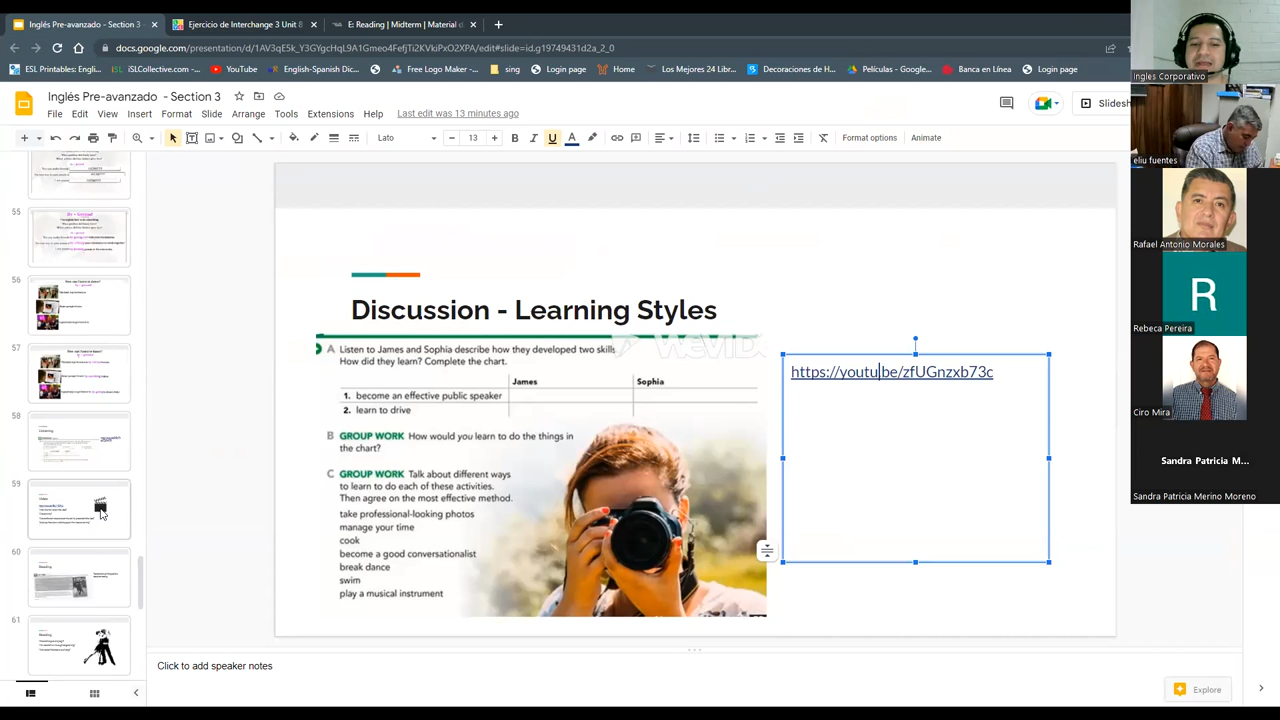 Inglés Pre-avanzado - Section 3
Ejercicio de Interchange 3 Unit 8
E: Reading | Midterm | Material d
docs.google.com/presentation/d/1AV3qE5k_Y3GYgcHqL9A1Gmeo4FefjTi2KVkiPxO2XPA/edit#slide=id.g19749431d2a_2_0
ESL Printables: Engli...
iSLCollective.com -...
YouTube
English-Spanish Dic...
Free Logo Maker -...
Blog
Login page
Home
Los Mejores 24 Libr...
Declaraciones de H...
Películas - Google...
Banca en Línea
Login page
Ingles Corporativo
Inglés Pre-avanzado - Section 3
File Edit View Insert Format Slide Arrange Tools Extensions Help
Last edit was 13 minutes ago
Slidesh
Lato
13
Format options
Animate
eliu fuentes
Rafael Antonio Morales
R
Rebeca Pereira
Ciro Mira
Sandra Patricia M...
Sandra Patricia Merino Moreno
55
56
57
58
59
60
61
Discussion - Learning Styles
A Listen to James and Sophia describe how they developed two skills.
How did they learn? Complete the chart.
James Sophia
1. become an effective public speaker
2. learn to drive
B GROUP WORK How would you learn to do the things in
the chart?
C GROUP WORK Talk about different ways
to learn to do each of these activities.
Then agree on the most effective method.
take professional-looking photos
manage your time
cook
become a good conversationalist
break dance
swim
play a musical instrument
https://youtu.be/zfUGnzxb73c
Click to add speaker notes
Explore